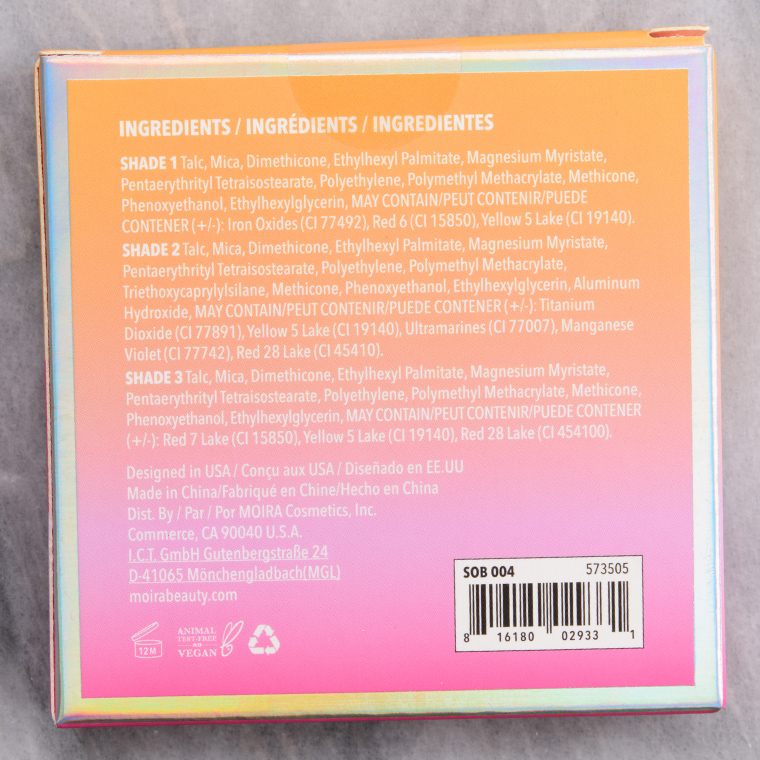 INGREDIENTS / INGRÉDIENTS / INGREDIENTES
SHADE 1 Talc, Mica, Dimethicone, Ethylhexyl Palmitate, Magnesium Myristate,
Pentaerythrityl Tetraisostearate, Polyethylene, Polymethyl Methacrylate, Methicone,
Phenoxyethanol, Ethylhexylglycerin, MAY CONTAIN/PEUT CONTENIR/PUEDE
CONTENER (+/-): Iron Oxides (CI 77492), Red 6 (CI 15850), Yellow 5 Lake (CI 19140).
SHADE 2 Talc, Mica, Dimethicone, Ethylhexyl Palmitate, Magnesium Myristate,
Pentaerythrityl Tetraisostearate, Polyethylene, Polymethyl Methacrylate,
Triethoxycaprylylsilane, Methicone, Phenoxyethanol, Ethylhexylglycerin, Aluminum
Hydroxide, MAY CONTAIN/PEUT CONTENIR/PUEDE CONTENER (+/-): Titanium
Dioxide (CI 77891), Yellow 5 Lake (CI 19140), Ultramarines (CI 77007), Manganese
Violet (CI 77742), Red 28 Lake (CI 45410).
SHADE 3 Talc, Mica, Dimethicone, Ethylhexyl Palmitate, Magnesium Myristate,
Pentaerythrityl Tetraisostearate, Polyethylene, Polymethyl Methacrylate, Methicone,
Phenoxyethanol, Ethylhexylglycerin, MAY CONTAIN/PEUT CONTENIR/PUEDE CONTENER
(+/-): Red 7 Lake (CI 15850), Yellow 5 Lake (CI 19140), Red 28 Lake (CI 454100).
Designed in USA / Conçu aux USA / Diseñado en EE.UU
Made in China/Fabriqué en Chine/Hecho en China
Dist. By / Par / Por MOIRA Cosmetics, Inc.
Commerce, CA 90040 U.S.A.
I.C.T. GmbH Gutenbergstraße 24
D-41065 Mönchengladbach(MGL)
moirabeauty.com
12M
ANIMAL
TEST-FREE
VEGAN
SOB 004 573505
8 16180 02933 1